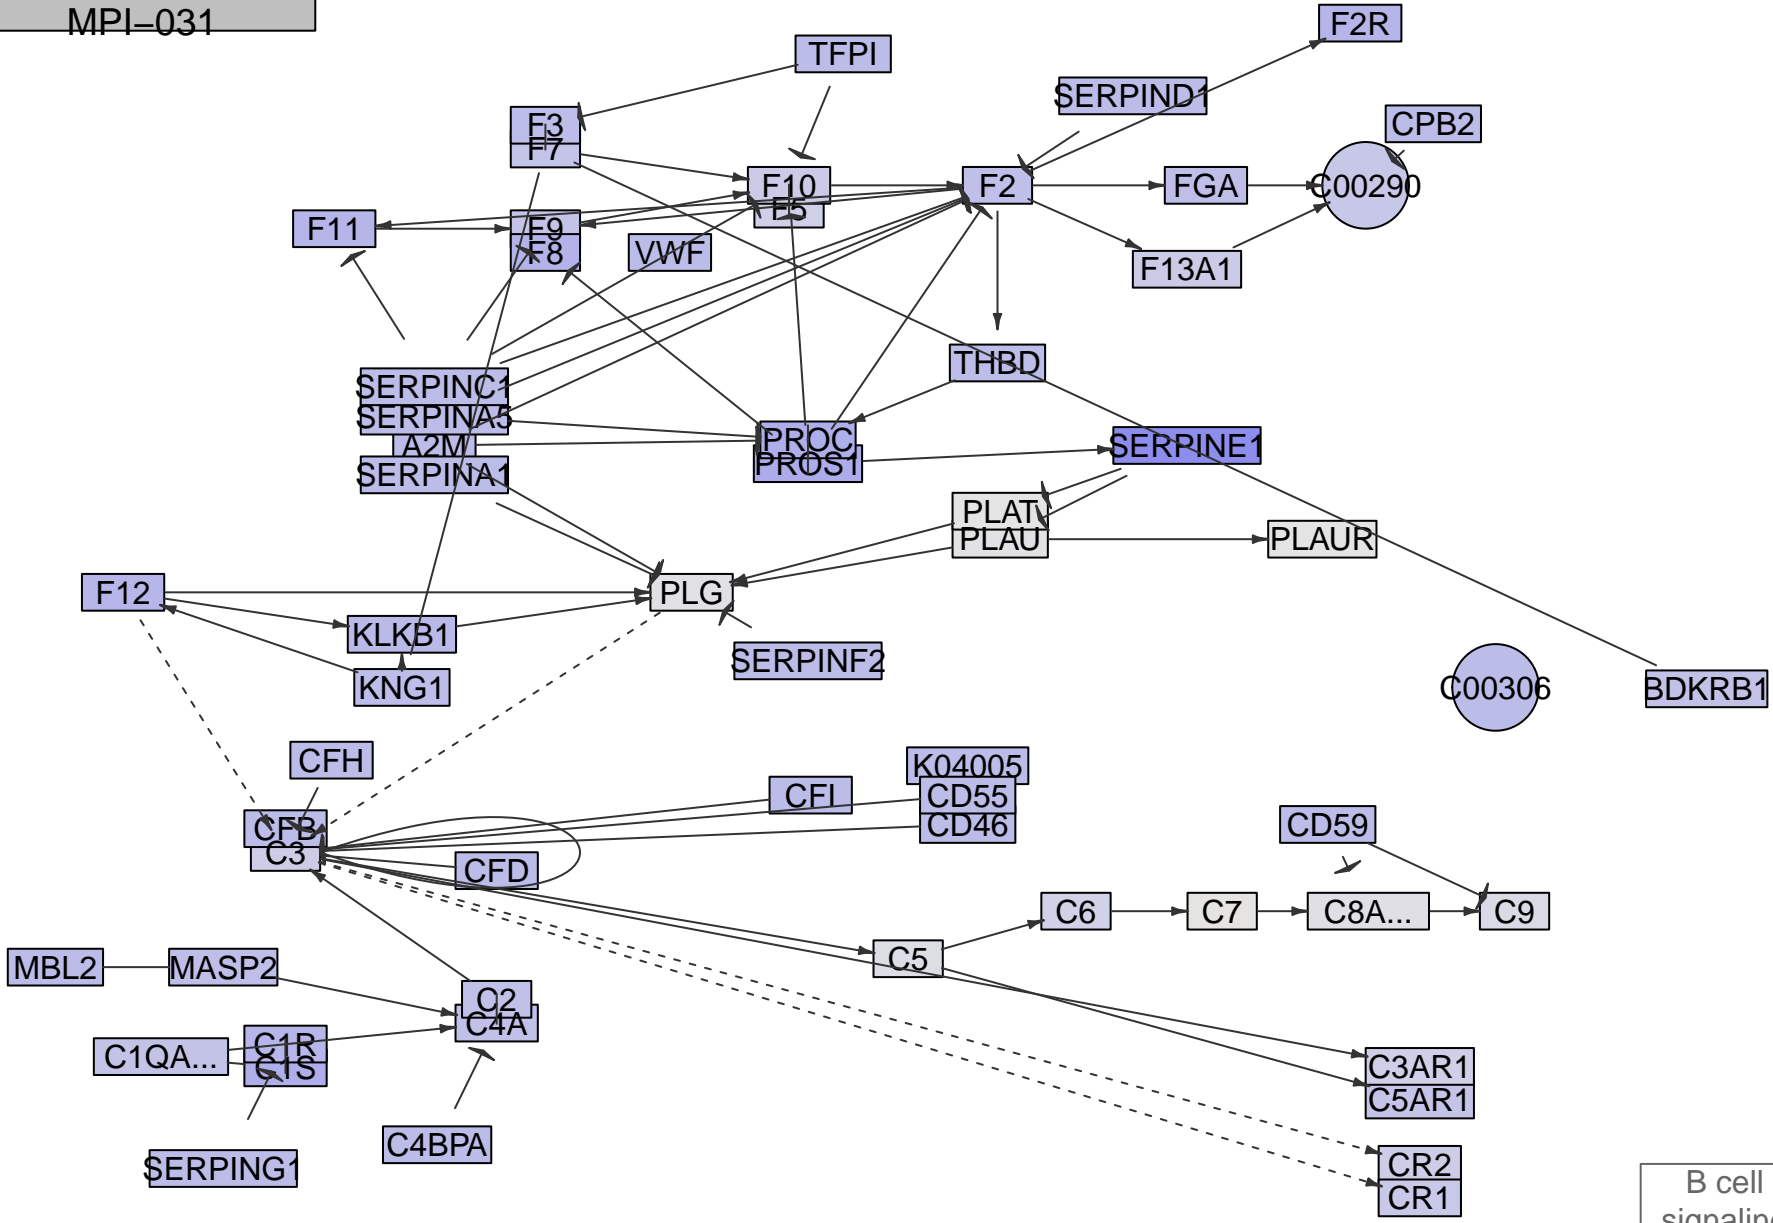 MPI–031
F2R
TFPI
SERPIND1
CPB2
F3
F7
F10
F5
F2
FGA
C00290
F11
F9
F8
VWF
F13A1
THBD
SERPINC1
SERPINA5
A2M
SERPINA1
PROC
PROS1
SERPINE1
PLAT
PLAU
PLAUR
F12
PLG
KLKB1
SERPINF2
KNG1
C00306
BDKRB1
CFH
K04005
CFI
CD55
CD46
CD59
CFB
C3
CFD
C6
C7
C8A...
C9
C5
MBL2
MASP2
C2
C4A
C1QA...
C1R
C1S
C3AR1
C5AR1
C4BPA
SERPING1
CR2
CR1
B cell
signaling